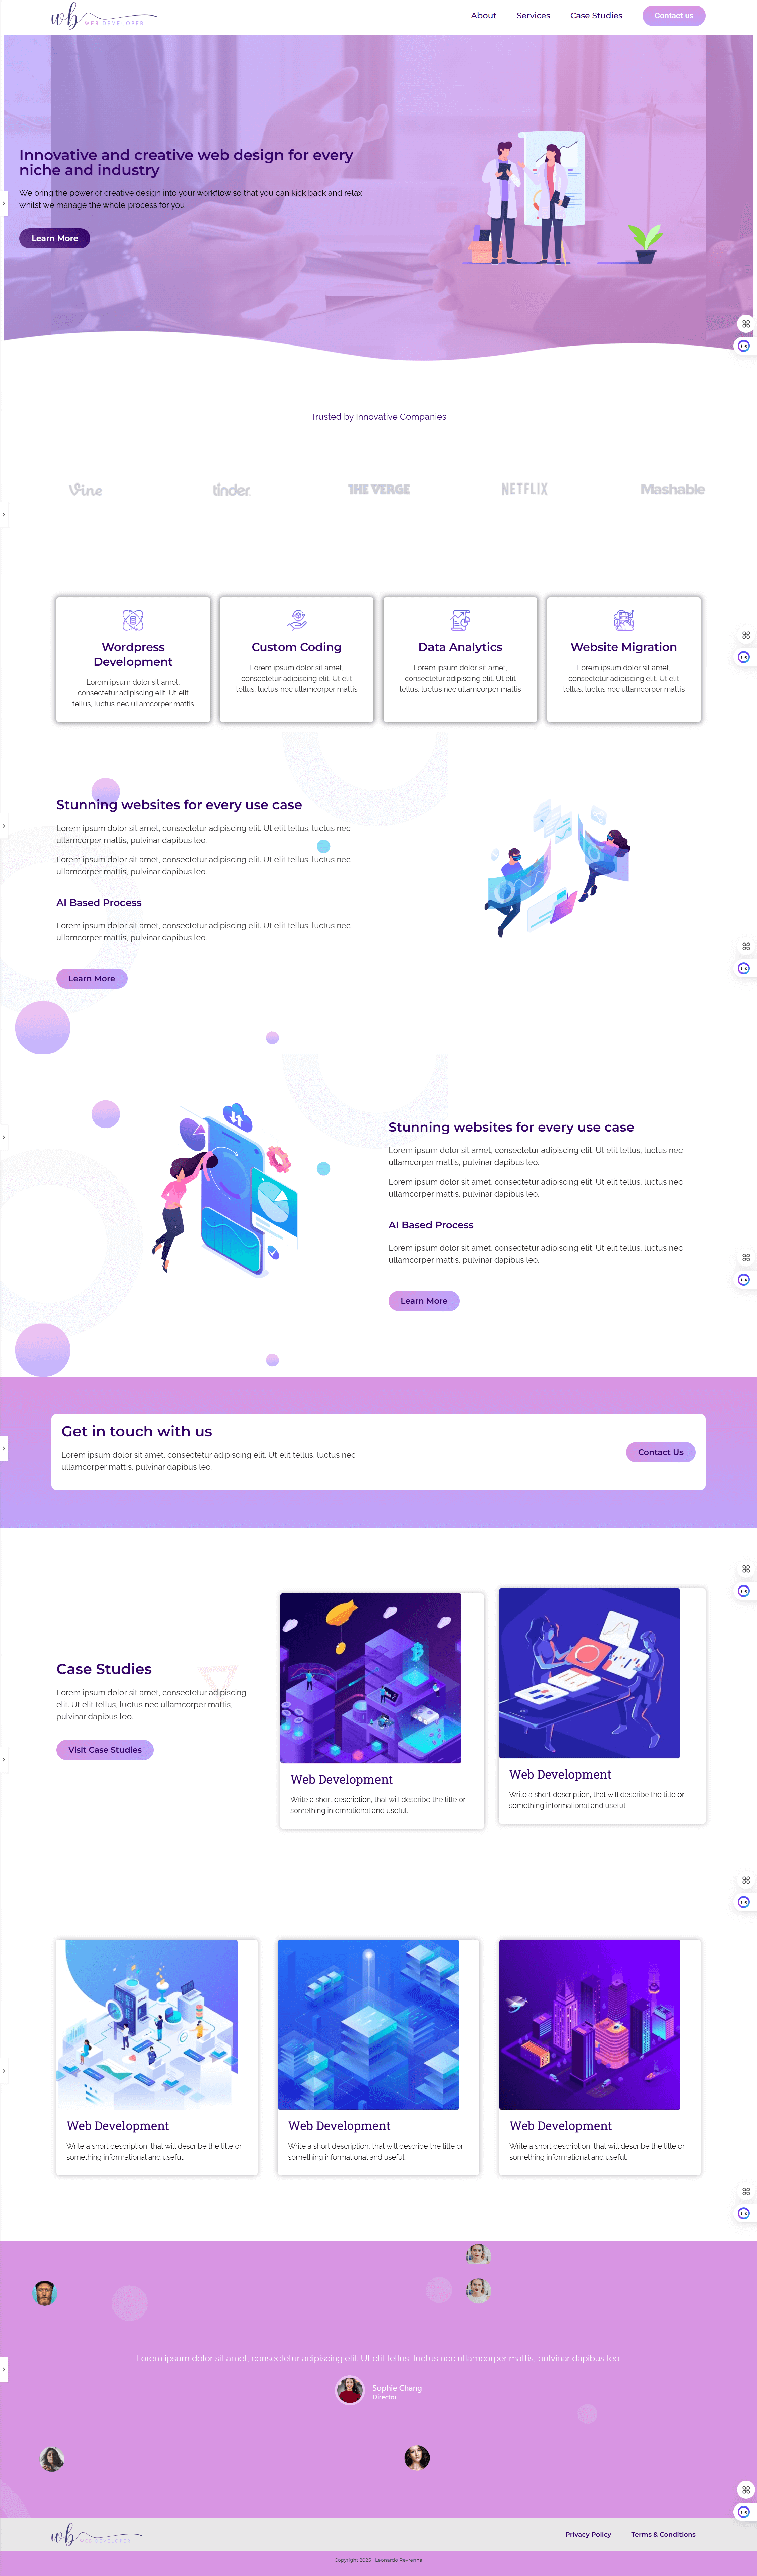 wb WEB DEVELOPER
About Services Case Studies Contact us
Innovative and creative web design for every
niche and industry
We bring the power of creative design into your workflow so that you can kick back and relax
whilst we manage the whole process for you
Learn More
Trusted by Innovative Companies
Vine tinder THE VERGE NETFLIX Mashable
Wordpress
Development
Lorem ipsum dolor sit amet,
consectetur adipiscing elit. Ut elit
tellus, luctus nec ullamcorper mattis
Custom Coding
Lorem ipsum dolor sit amet,
consectetur adipiscing elit. Ut elit
tellus, luctus nec ullamcorper mattis
Data Analytics
Lorem ipsum dolor sit amet,
consectetur adipiscing elit. Ut elit
tellus, luctus nec ullamcorper mattis
Website Migration
Lorem ipsum dolor sit amet,
consectetur adipiscing elit. Ut elit
tellus, luctus nec ullamcorper mattis
Stunning websites for every use case
Lorem ipsum dolor sit amet, consectetur adipiscing elit. Ut elit tellus, luctus nec
ullamcorper mattis, pulvinar dapibus leo.
Lorem ipsum dolor sit amet, consectetur adipiscing elit. Ut elit tellus, luctus nec
ullamcorper mattis, pulvinar dapibus leo.
AI Based Process
Lorem ipsum dolor sit amet, consectetur adipiscing elit. Ut elit tellus, luctus nec
ullamcorper mattis, pulvinar dapibus leo.
Learn More
Stunning websites for every use case
Lorem ipsum dolor sit amet, consectetur adipiscing elit. Ut elit tellus, luctus nec
ullamcorper mattis, pulvinar dapibus leo.
Lorem ipsum dolor sit amet, consectetur adipiscing elit. Ut elit tellus, luctus nec
ullamcorper mattis, pulvinar dapibus leo.
AI Based Process
Lorem ipsum dolor sit amet, consectetur adipiscing elit. Ut elit tellus, luctus nec
ullamcorper mattis, pulvinar dapibus leo.
Learn More
Get in touch with us
Lorem ipsum dolor sit amet, consectetur adipiscing elit. Ut elit tellus, luctus nec
ullamcorper mattis, pulvinar dapibus leo.
Contact Us
Case Studies
Lorem ipsum dolor sit amet, consectetur adipiscing
elit. Ut elit tellus, luctus nec ullamcorper mattis,
pulvinar dapibus leo.
Visit Case Studies
Web Development
Write a short description, that will describe the title or
something informational and useful.
Web Development
Write a short description, that will describe the title or
something informational and useful.
Web Development
Write a short description, that will describe the title or
something informational and useful.
Web Development
Write a short description, that will describe the title or
something informational and useful.
Web Development
Write a short description, that will describe the title or
something informational and useful.
Lorem ipsum dolor sit amet, consectetur adipiscing elit. Ut elit tellus, luctus nec ullamcorper mattis, pulvinar dapibus leo.
Sophie Chang
Director
wb WEB DEVELOPER
Privacy Policy Terms & Conditions
Copyright 2025 | Leonardo